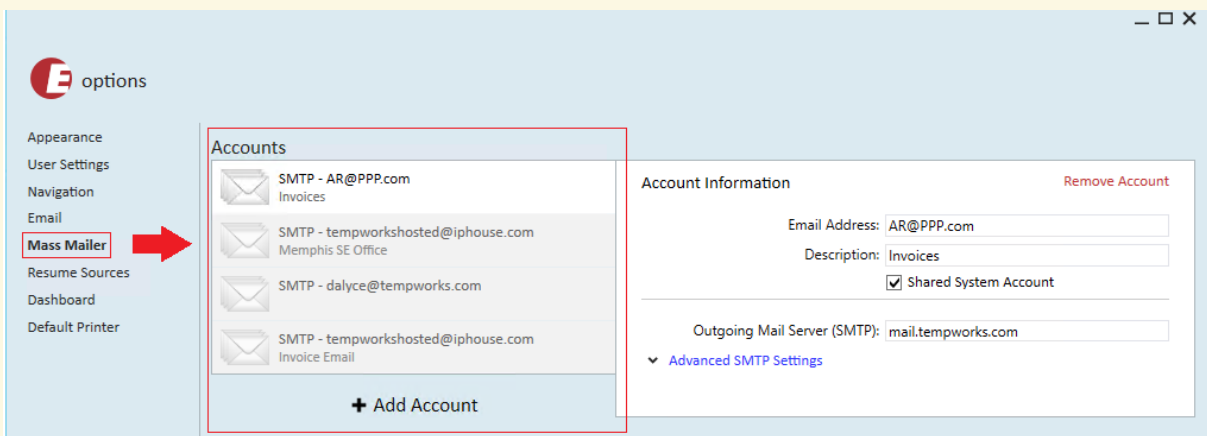 E options
Appearance
User Settings
Navigation
Email
Mass Mailer
Resume Sources
Dashboard
Default Printer
Accounts
SMTP - AR@PPP.com
Invoices
SMTP - tempworkshosted@iphouse.com
Memphis SE Office
SMTP - dalyce@tempworks.com
SMTP - tempworkshosted@iphouse.com
Invoice Email
+ Add Account
Account Information
Remove Account
Email Address: AR@PPP.com
Description: Invoices
Shared System Account
Outgoing Mail Server (SMTP): mail.tempworks.com
Advanced SMTP Settings